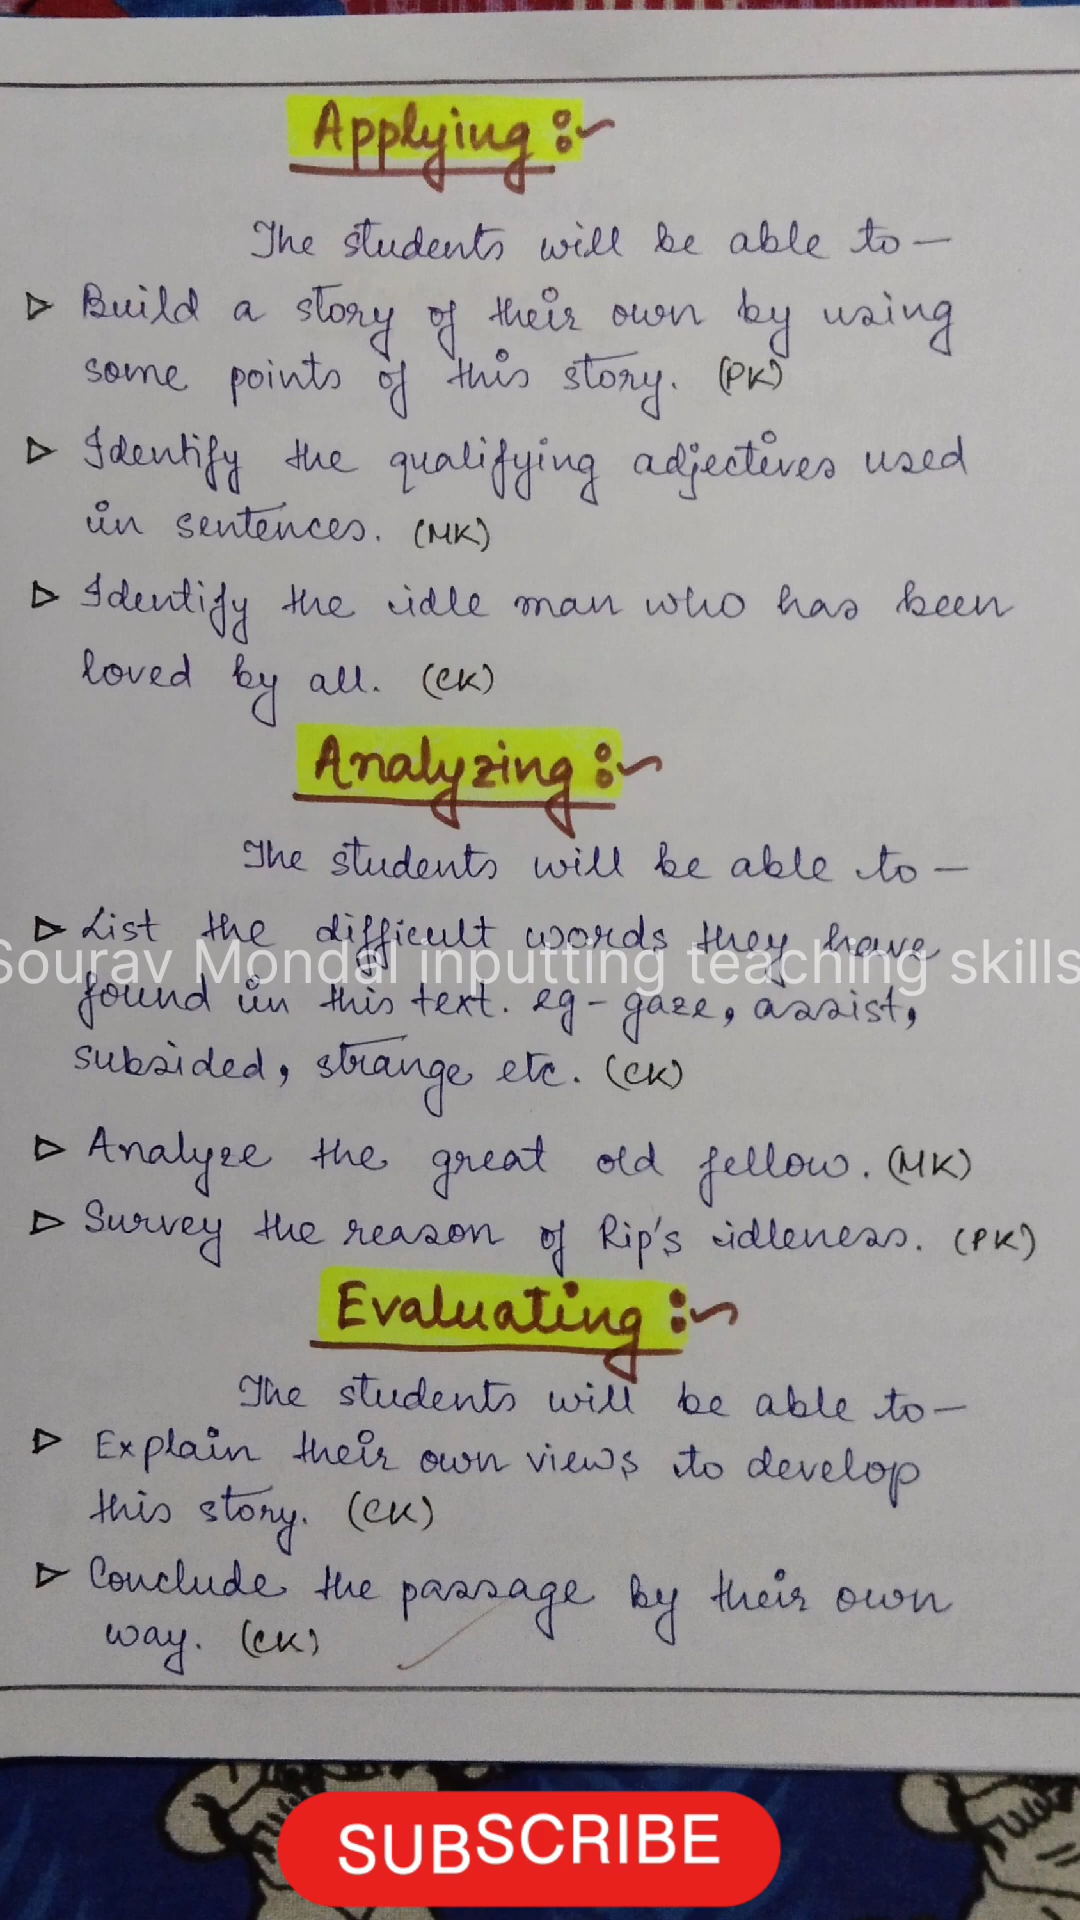 Applying :~
The students will be able to —
▷ Build a story of their own by using
some points of this story. (PK)
▷ Identify the qualifying adjectives used
in sentences. (MK)
▷ Identify the idle man who has been
loved by all. (CK)
Analyzing :~
The students will be able to —
▷ List the difficult words they have
Sourav Mondal inputting teaching skills
found in this text. eg - gaze, assist,
subsided, strange etc. (CK)
▷ Analyze the great old fellow. (MK)
▷ Survey the reason of Rip's idleness. (PK)
Evaluating :~
The students will be able to —
▷ Explain their own views to develop
this story. (CK)
▷ Conclude the passage by their own
way. (CK)
SUBSCRIBE